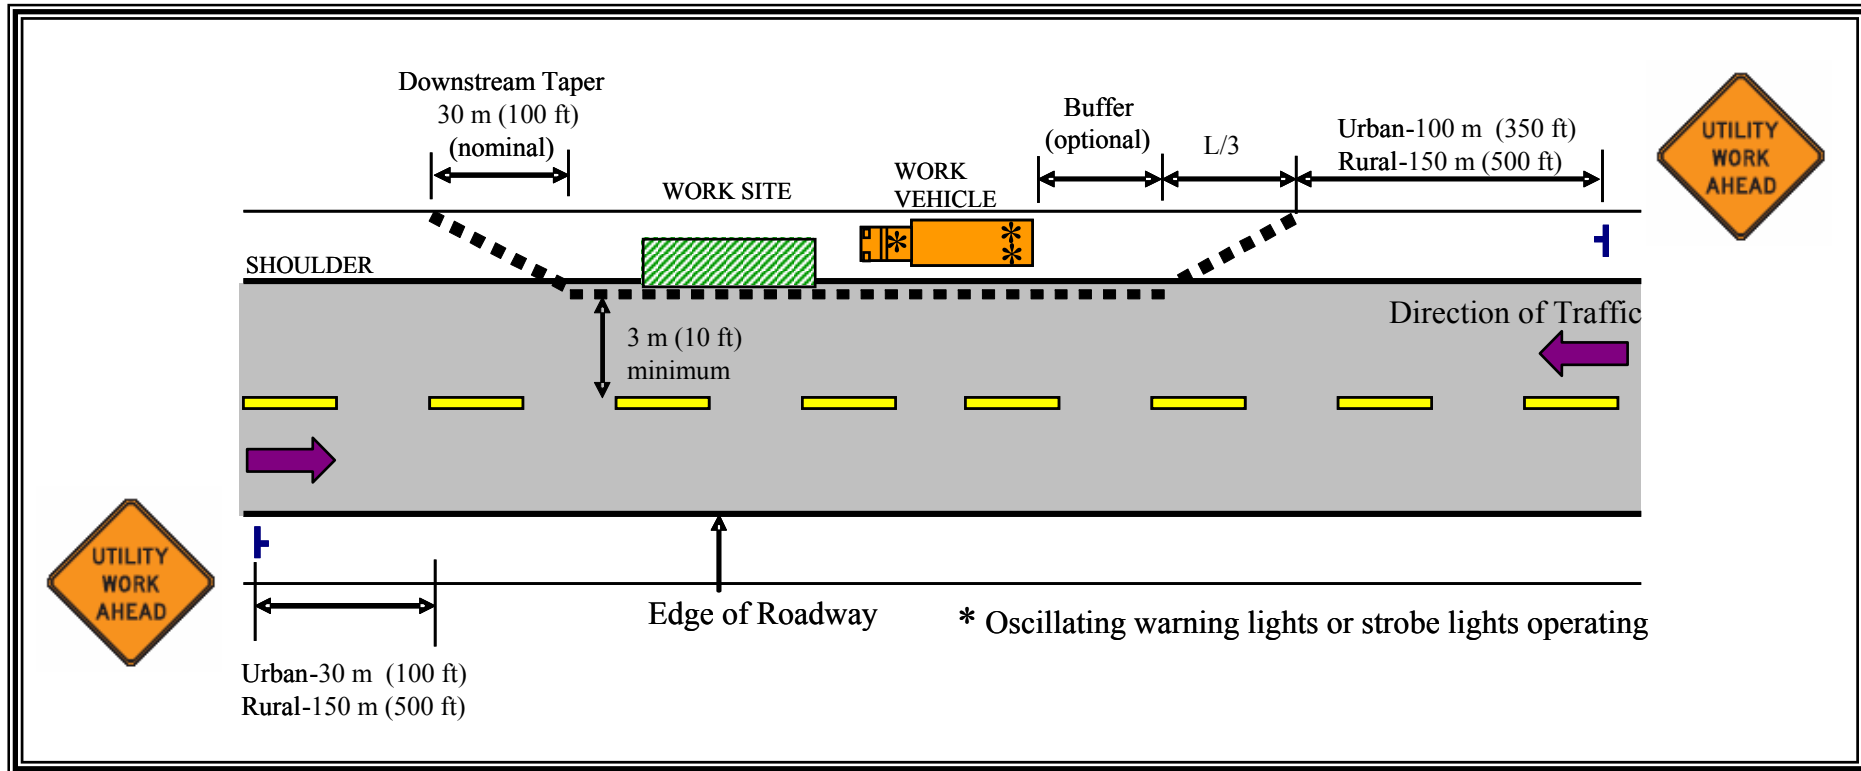 Downstream Taper
30 m (100 ft)
(nominal)
Buffer
(optional)
L/3
Urban-100 m (350 ft)
Rural-150 m (500 ft)
UTILITY
WORK
AHEAD
WORK SITE
WORK
VEHICLE
* *
*
SHOULDER
Direction of Traffic
3 m (10 ft)
minimum
UTILITY
WORK
AHEAD
Edge of Roadway
* Oscillating warning lights or strobe lights operating
Urban-30 m (100 ft)
Rural-150 m (500 ft)